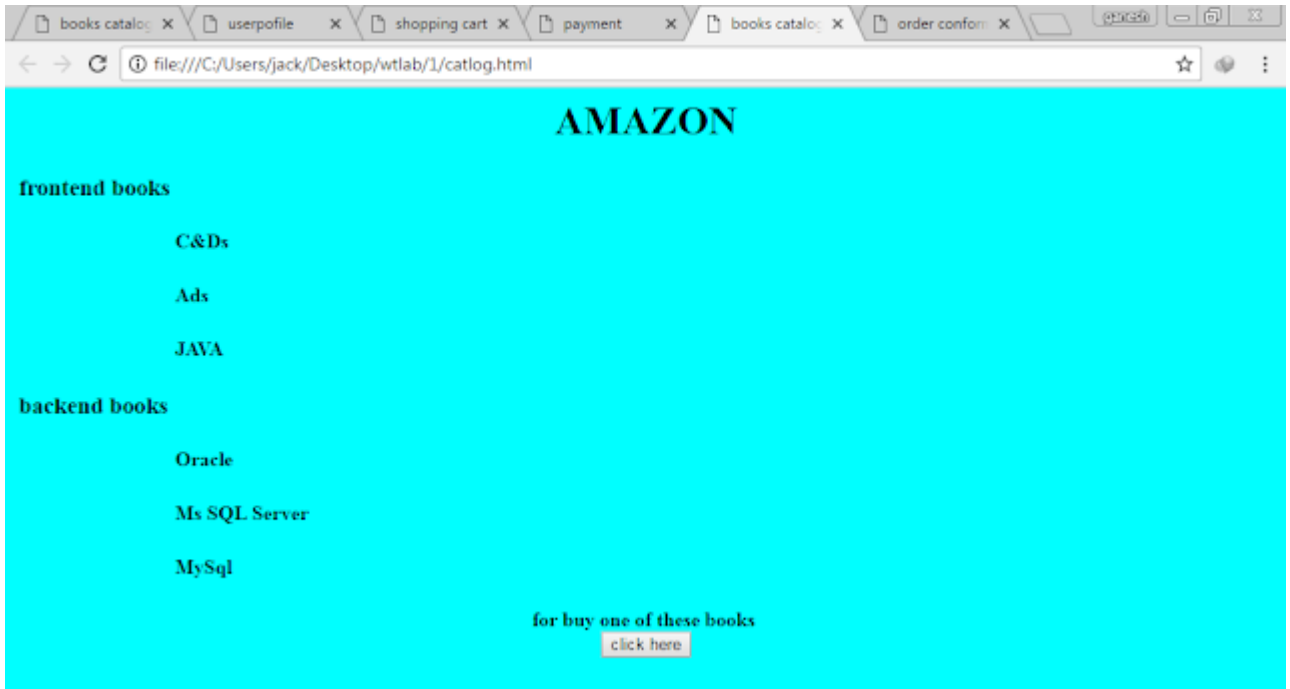 books catalog userpofile shopping cart payment books catalog order conform
ganesh
file:///C:/Users/jack/Desktop/wtlab/1/catlog.html
AMAZON
frontend books
C&Ds
Ads
JAVA
backend books
Oracle
Ms SQL Server
MySql
for buy one of these books
click here